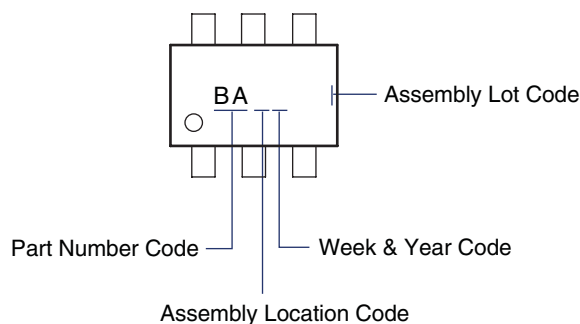 BA
Assembly Lot Code
Part Number Code
Week & Year Code
Assembly Location Code